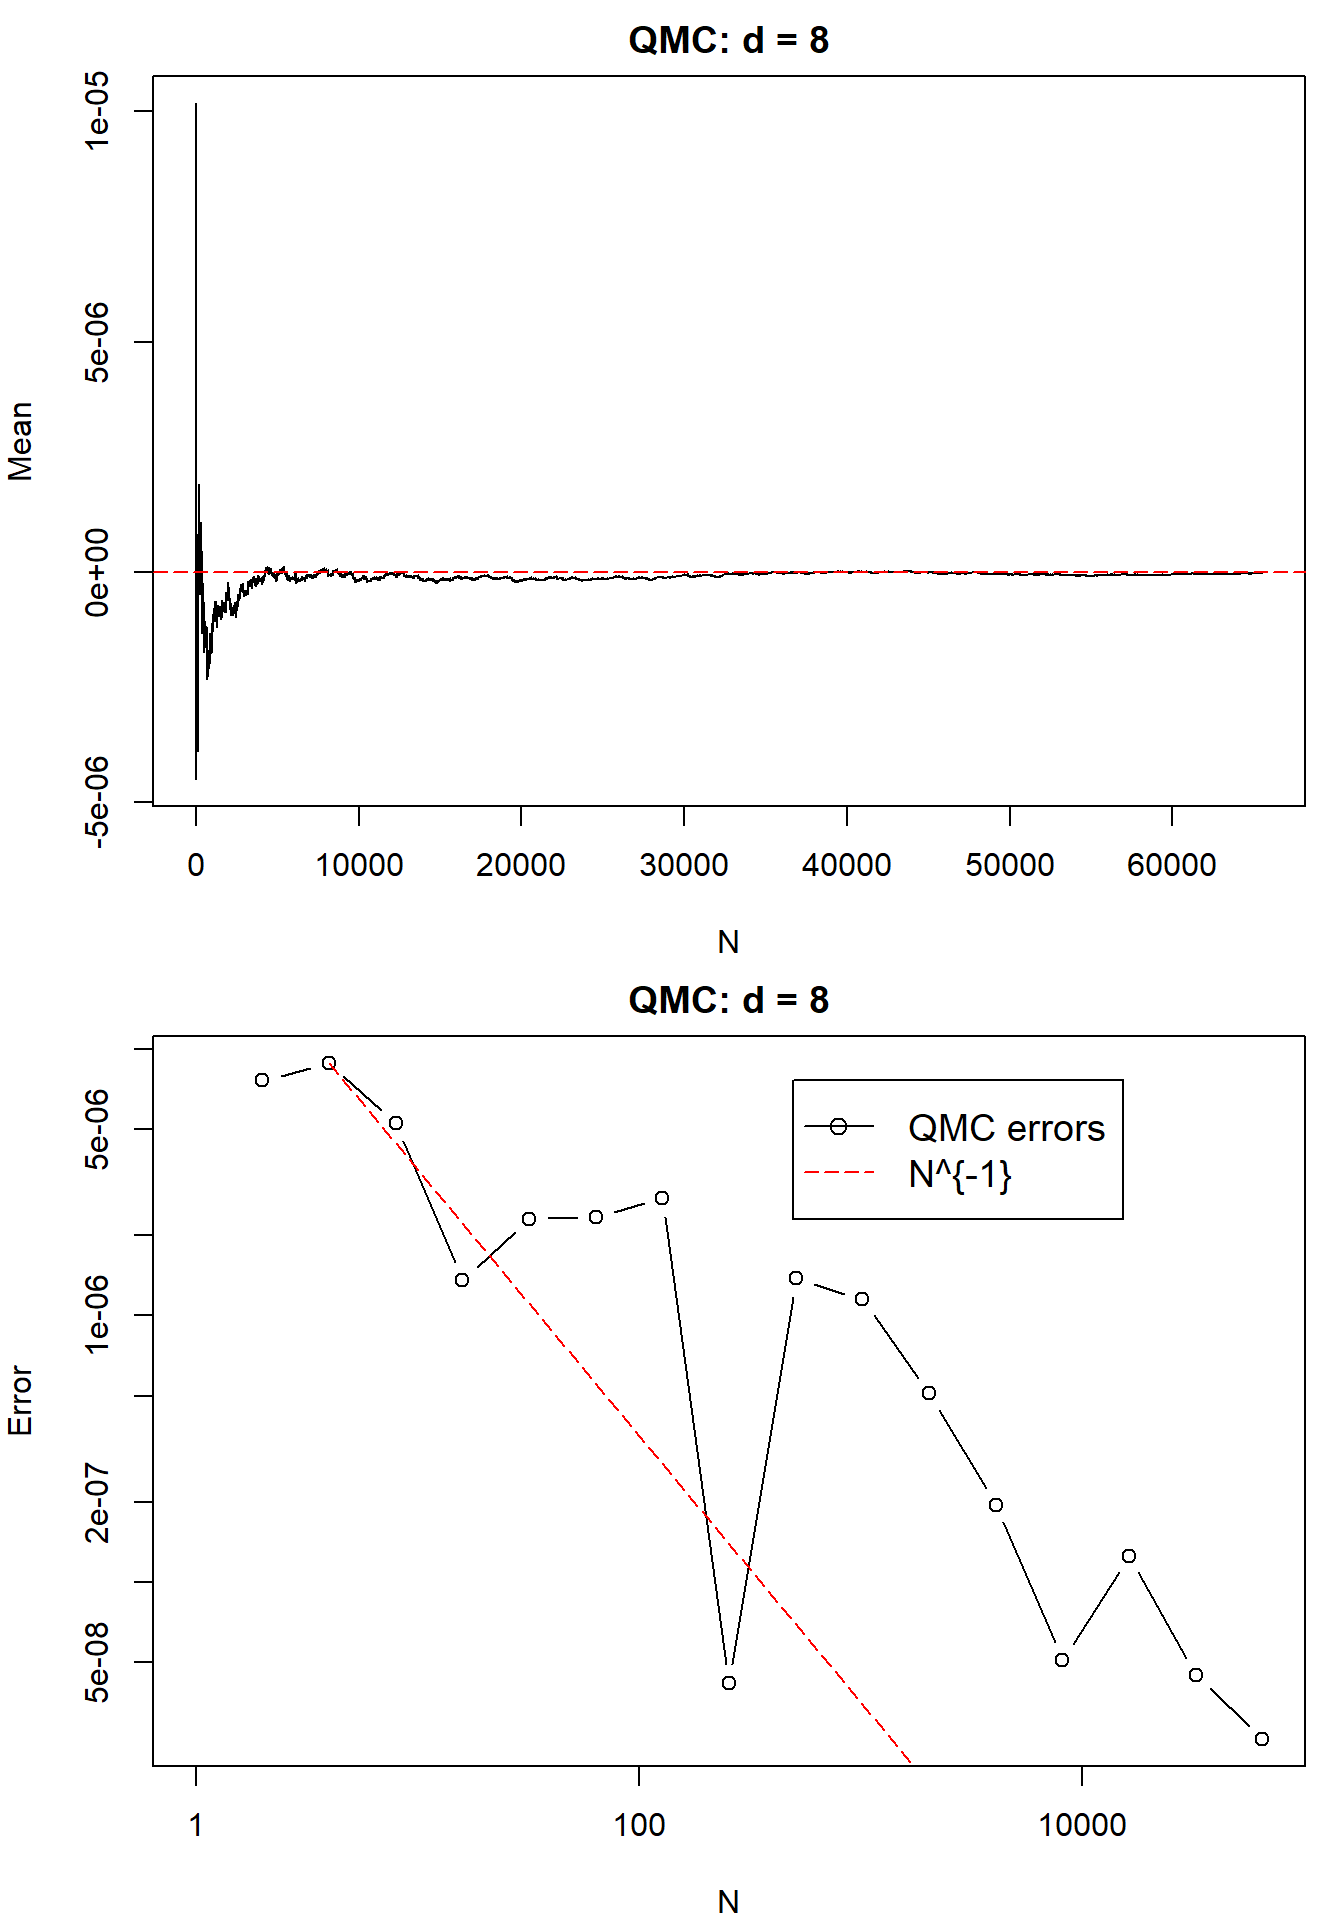 QMC: d = 8
1e-05
5e-06
0e+00
-5e-06
Mean
0 10000 20000 30000 40000 50000 60000
N
QMC: d = 8
5e-06
1e-06
2e-07
5e-08
Error
QMC errors
N^{-1}
1 100 10000
N